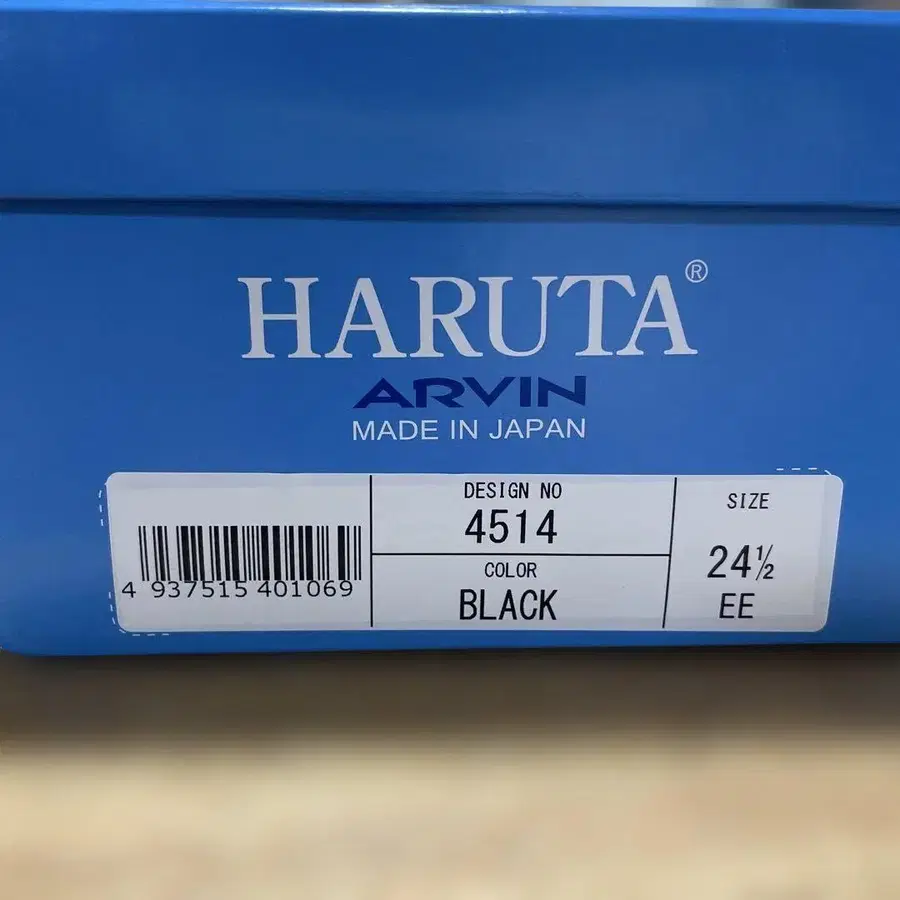 HARUTA®
ARVIN
MADE IN JAPAN
4 937515 401069
DESIGN NO
4514
COLOR
BLACK
SIZE
24½
EE